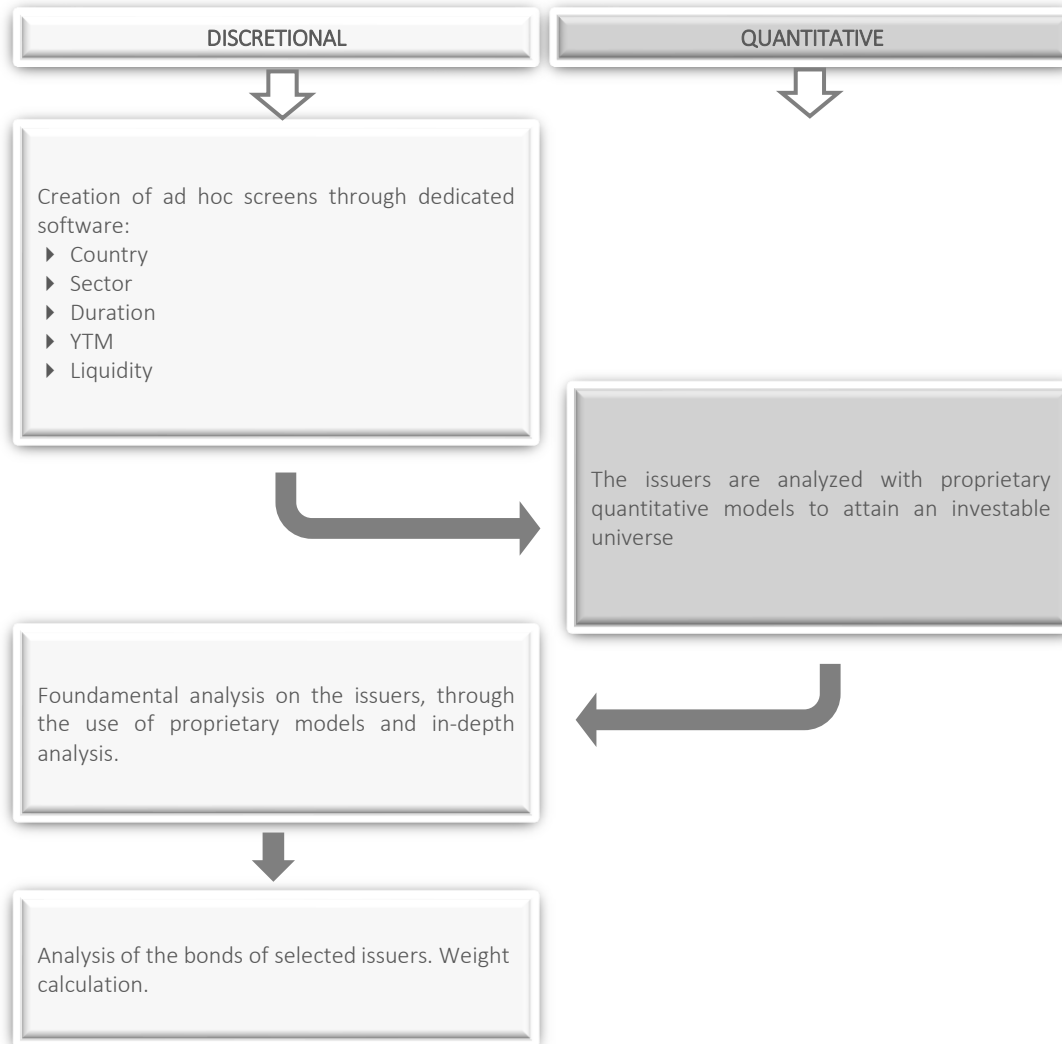 DISCRETIONAL
QUANTITATIVE
Creation of ad hoc screens through dedicated
software:
Country
Sector
Duration
YTM
Liquidity
The issuers are analyzed with proprietary
quantitative models to attain an investable
universe
Foundamental analysis on the issuers, through
the use of proprietary models and in-depth
analysis.
Analysis of the bonds of selected issuers. Weight
calculation.